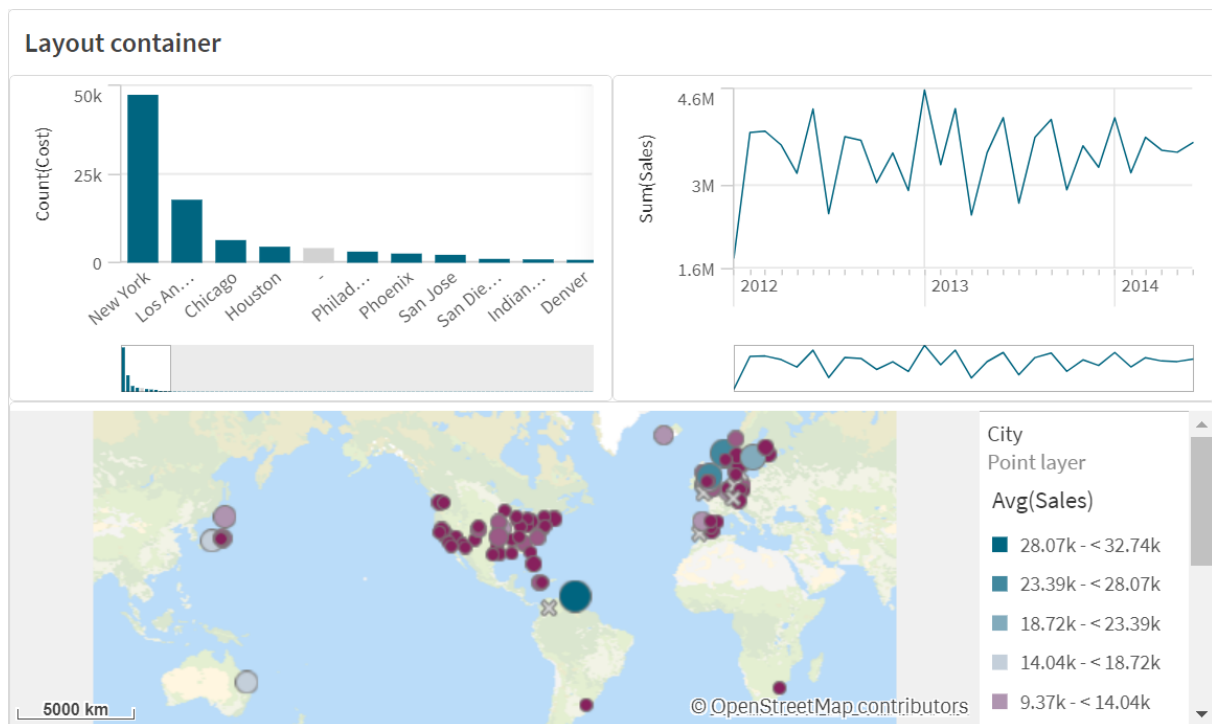 Layout container
50k
25k
0
Count(Cost)
New York
Los An...
Chicago
Houston
-
Philad...
Phoenix
San Jose
San Die...
Indian...
Denver
4.6M
3M
1.6M
Sum(Sales)
2012
2013
2014
City
Point layer
Avg(Sales)
28.07k - < 32.74k
23.39k - < 28.07k
18.72k - < 23.39k
14.04k - < 18.72k
9.37k - < 14.04k
5000 km
© OpenStreetMap contributors